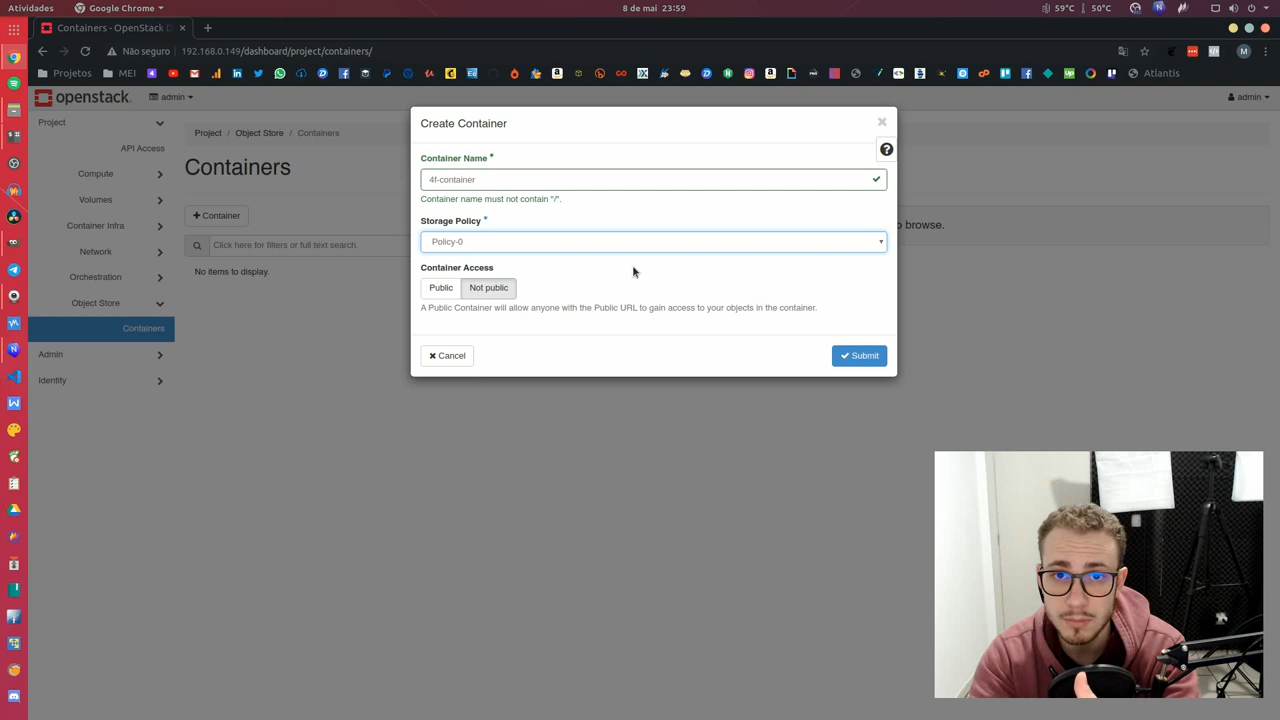 Atividades
Google Chrome
8 de mai 23:59
59°C
50°C
Containers - OpenStack D
Não seguro
192.168.0.149/dashboard/project/containers/
M
Projetos
MEI
Atlantis
openstack.
admin
admin
Project
API Access
Compute
Volumes
Container Infra
Network
Orchestration
Object Store
Containers
Admin
Identity
Project / Object Store / Containers
Containers
+ Container
Click here for filters or full text search.
No items to display.
o browse.
Create Container
Container Name *
4f-container
Container name must not contain "/".
Storage Policy *
Policy-0
Container Access
Public
Not public
A Public Container will allow anyone with the Public URL to gain access to your objects in the container.
Cancel
Submit